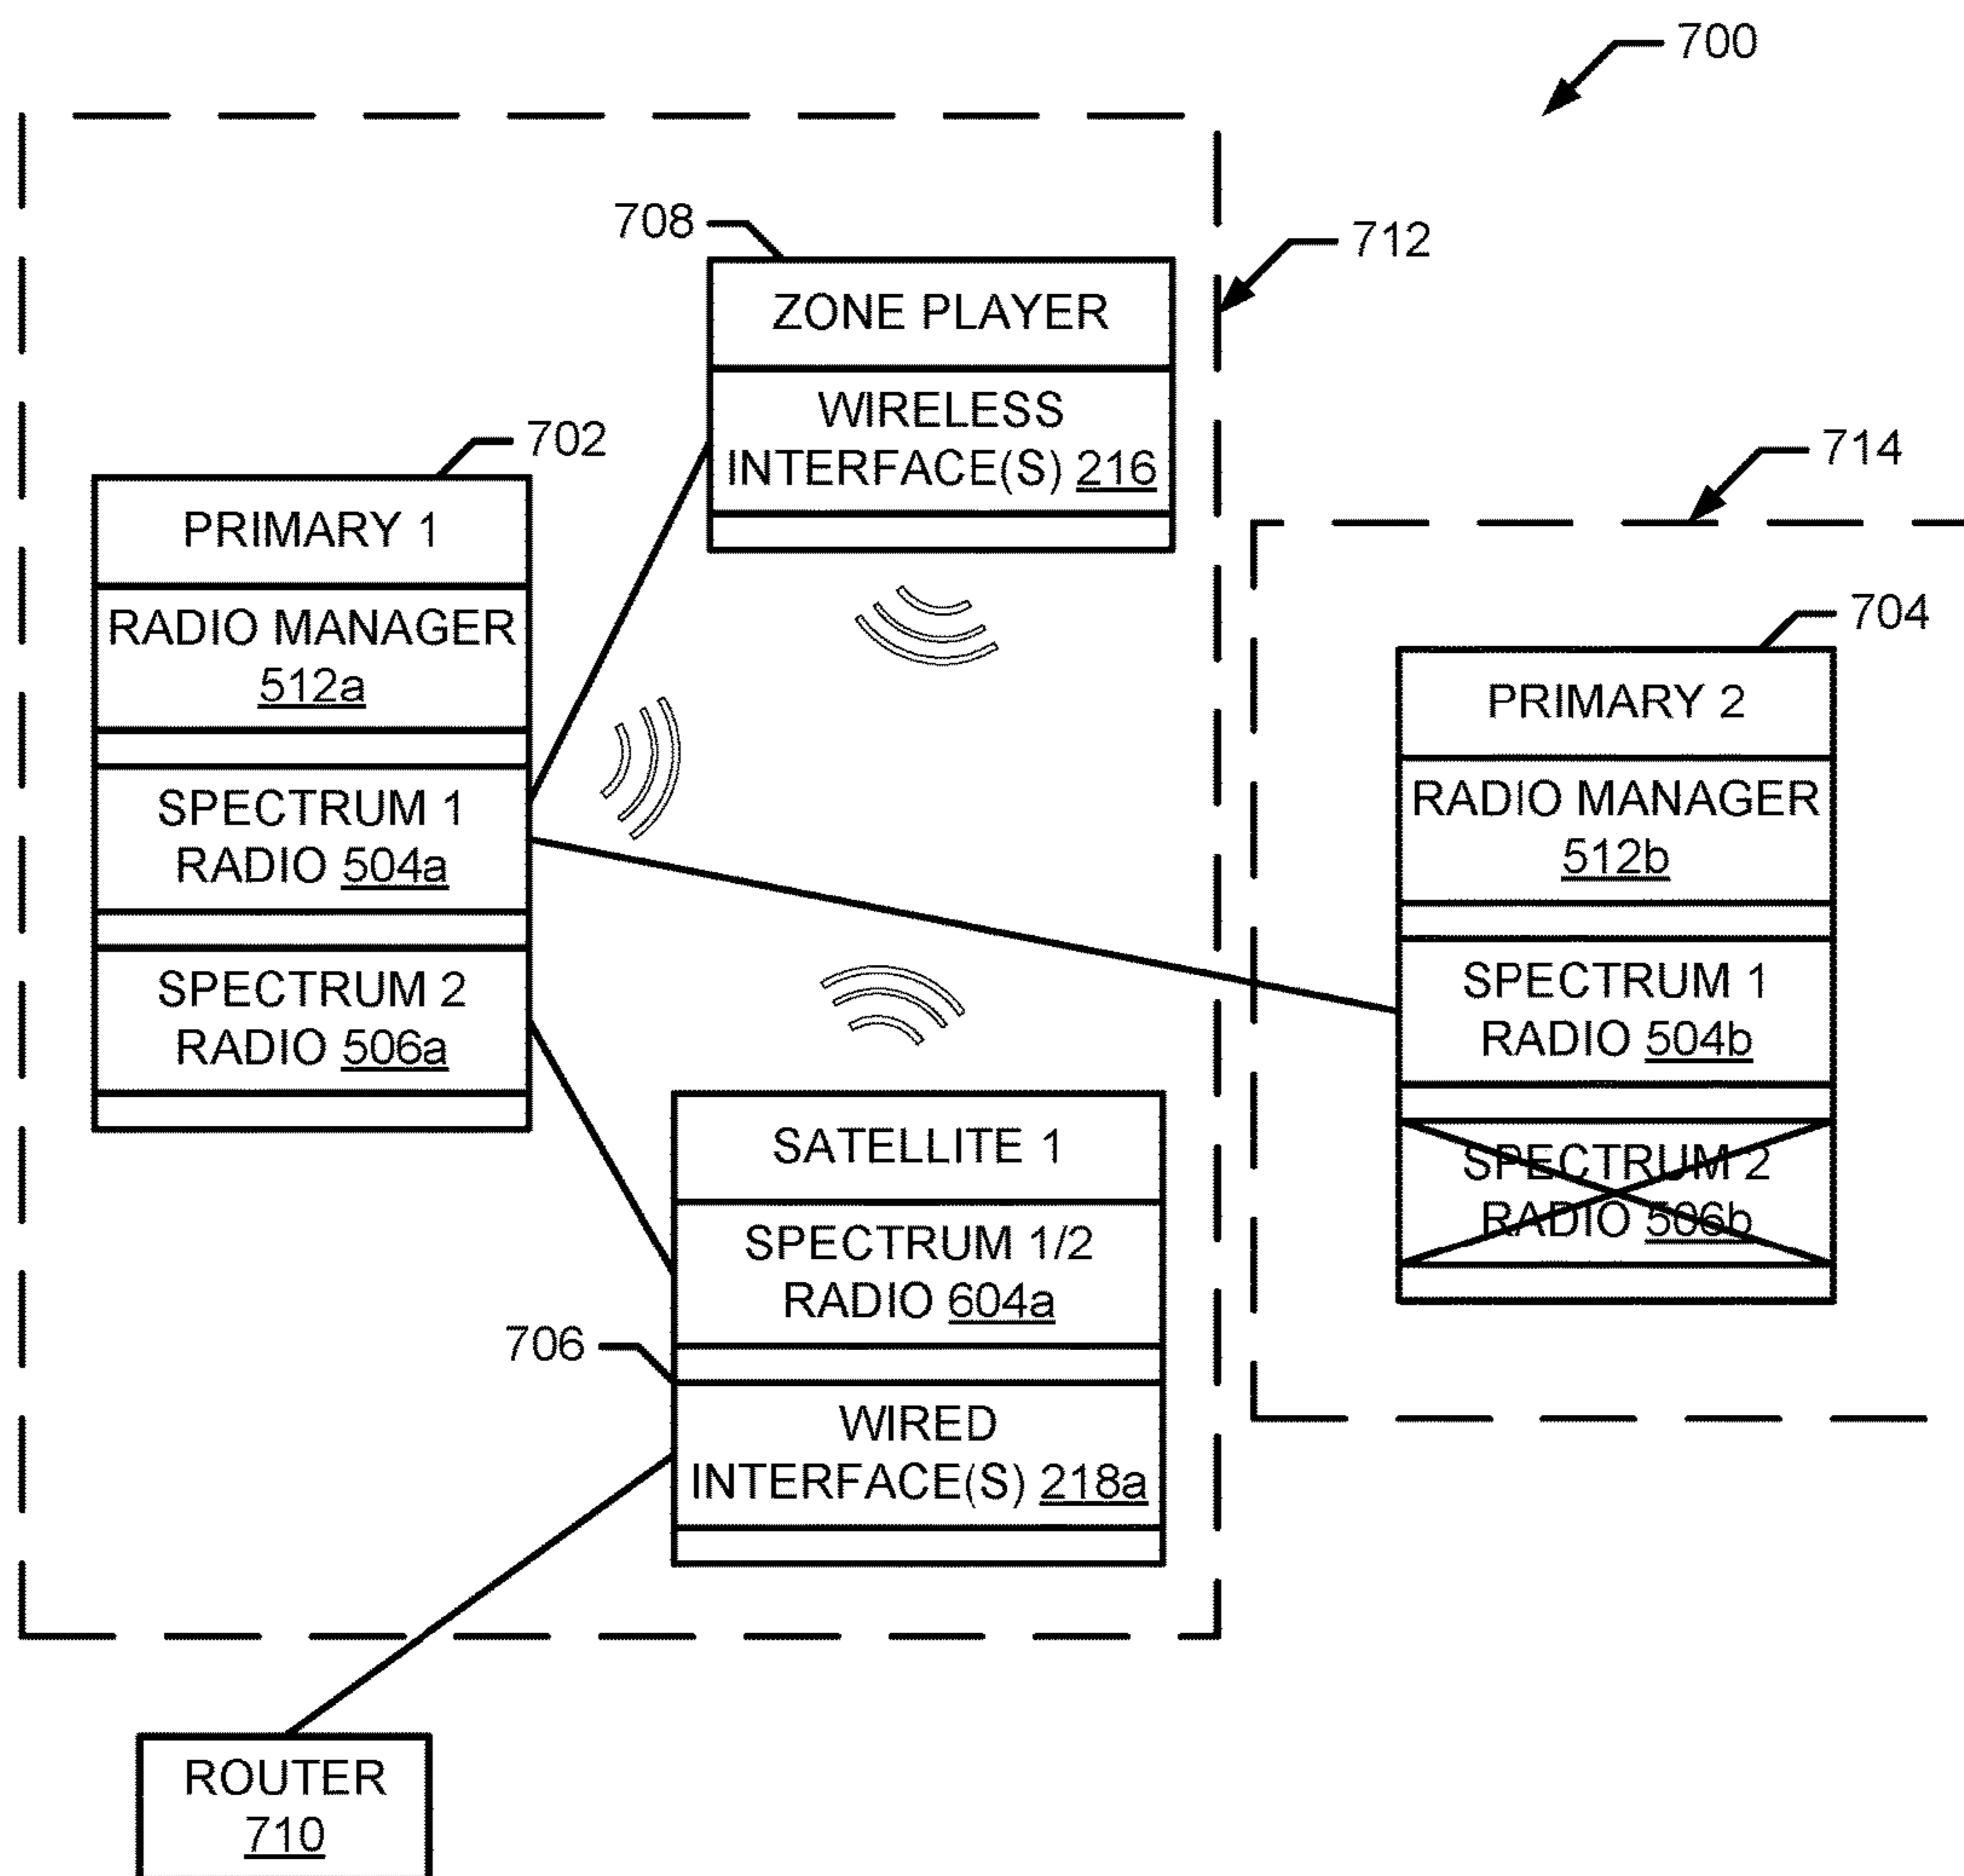 700
712
708
ZONE PLAYER
WIRELESS
INTERFACE(S) 216
702
PRIMARY 1
RADIO MANAGER
512a
SPECTRUM 1
RADIO 504a
SPECTRUM 2
RADIO 506a
714
704
PRIMARY 2
RADIO MANAGER
512b
SPECTRUM 1
RADIO 504b
SPECTRUM 2
RADIO 506b
SATELLITE 1
SPECTRUM 1/2
RADIO 604a
706
WIRED
INTERFACE(S) 218a
ROUTER
710